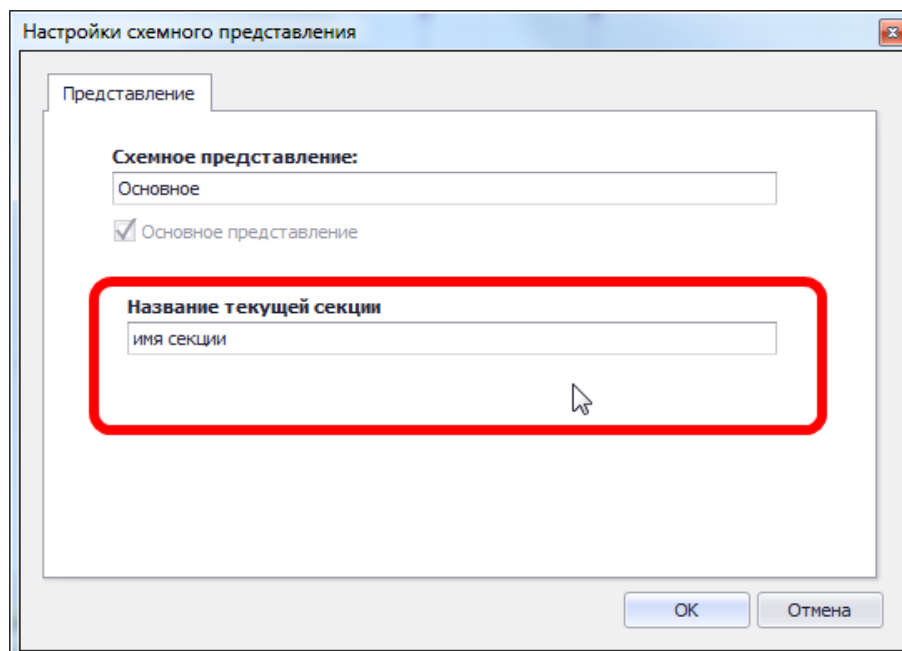 Настройки схемного представления
Представление
Схемное представление:
Основное
Основное представление
Название текущей секции
имя секции
OK
Отмена